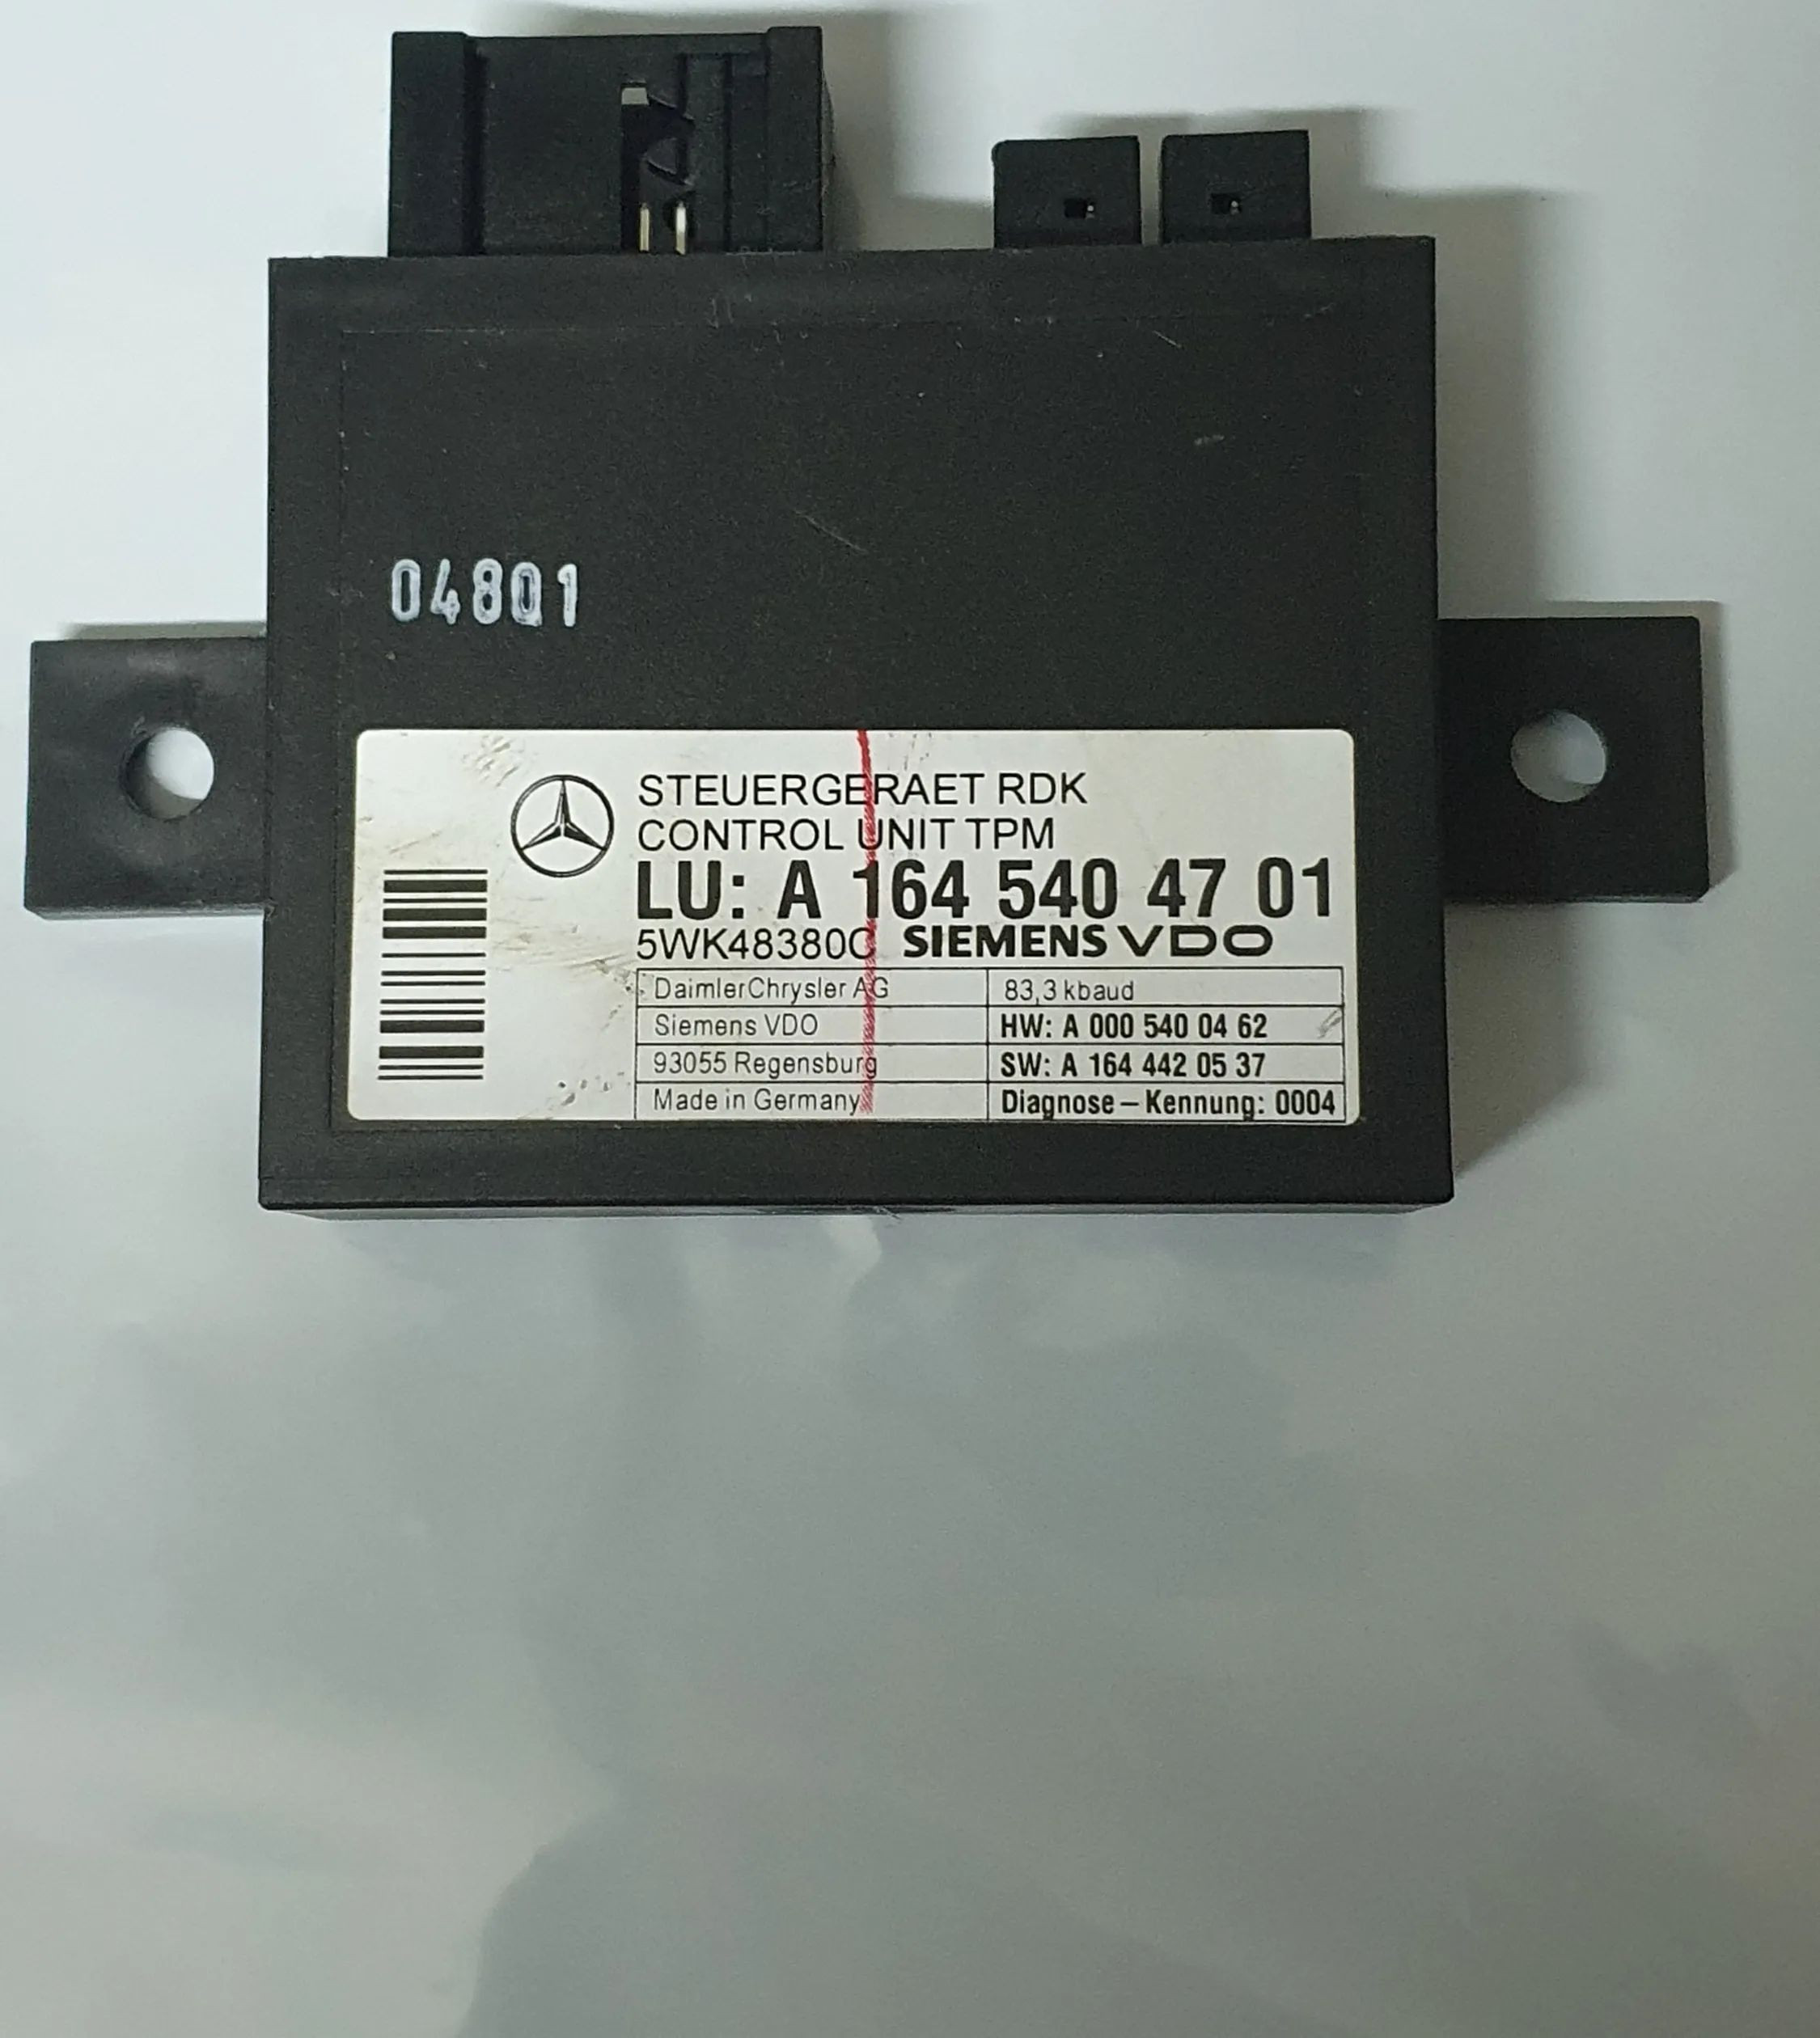 04801
STEUERGERAET RDK
CONTROL UNIT TPM
LU: A 164 540 47 01
5WK48380C SIEMENS VDO
DaimlerChrysler AG 83,3 kbaud
Siemens VDO HW: A 000 540 04 62
93055 Regensburg SW: A 164 442 05 37
Made in Germany Diagnose – Kennung: 0004